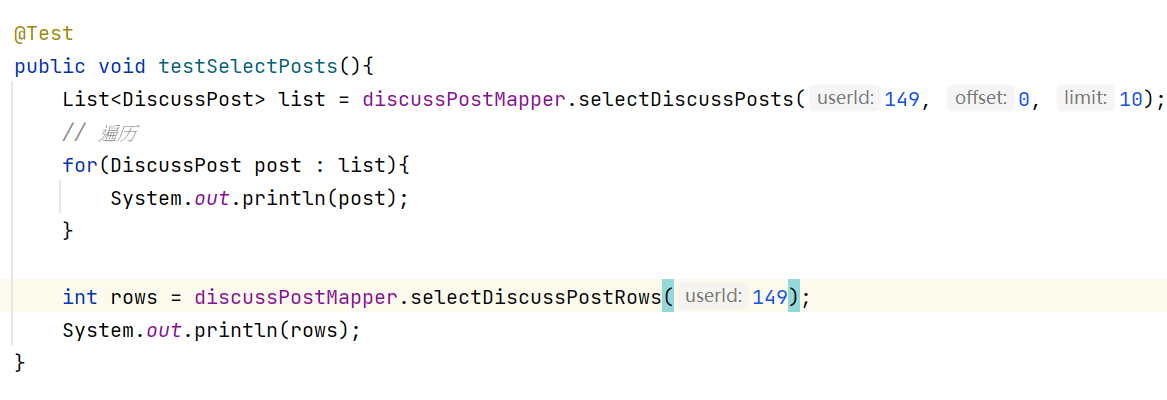 @Test
public void testSelectPosts(){
List<DiscussPost> list = discussPostMapper.selectDiscussPosts( userId: 149, offset: 0, limit: 10);
// 遍历
for(DiscussPost post : list){
System.out.println(post);
}
int rows = discussPostMapper.selectDiscussPostRows( userId: 149);
System.out.println(rows);
}